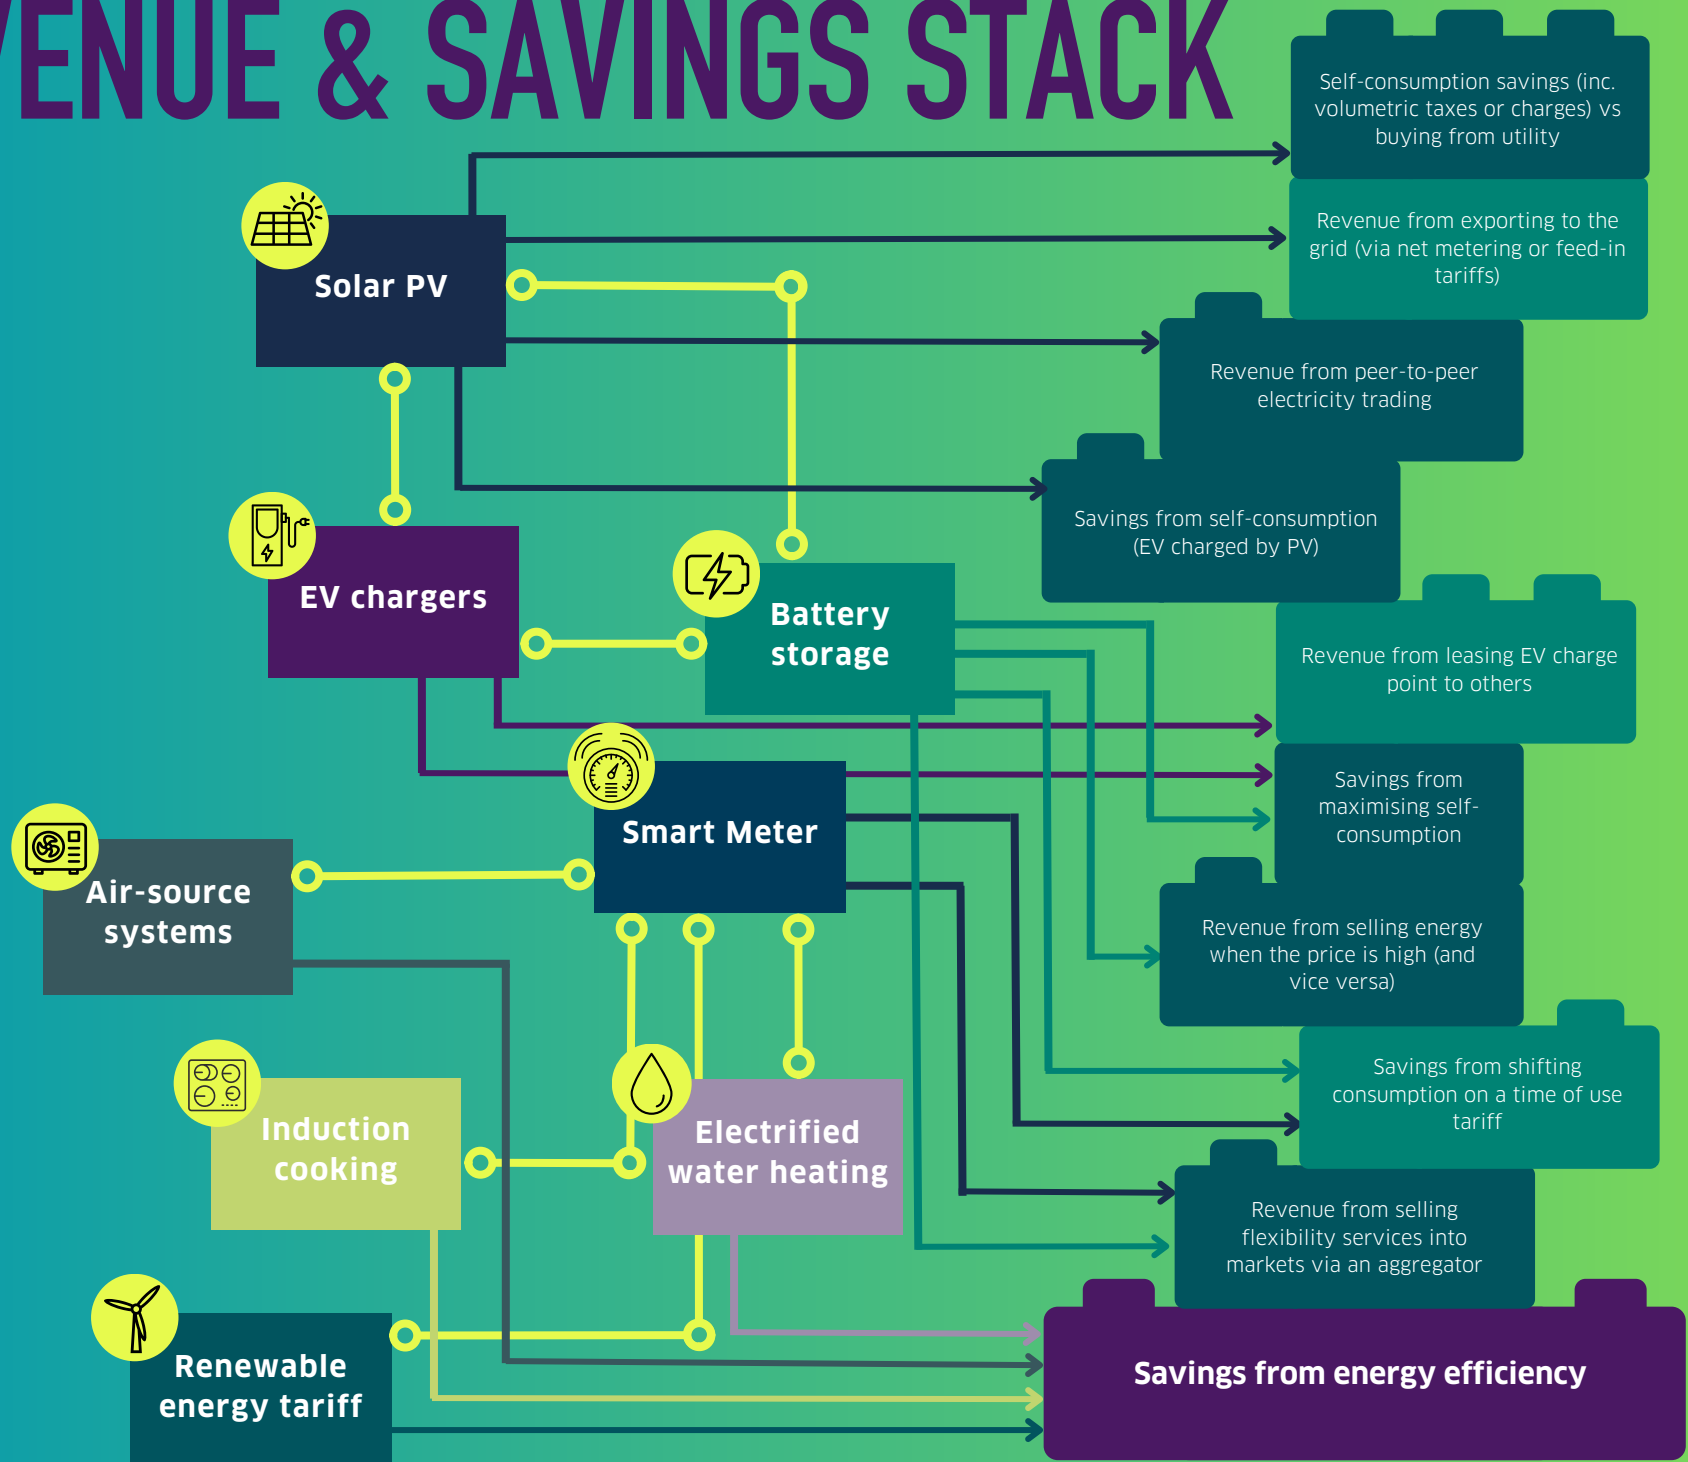 VENUE & SAVINGS STACK
Self-consumption savings (inc.
volumetric taxes or charges) vs
buying from utility
Revenue from exporting to the
grid (via net metering or feed-in
tariffs)
Solar PV
Revenue from peer-to-peer
electricity trading
Savings from self-consumption
(EV charged by PV)
EV chargers
Battery
storage
Revenue from leasing EV charge
point to others
Smart Meter
Savings from
maximising self-
consumption
Air-source
systems
Revenue from selling energy
when the price is high (and
vice versa)
Savings from shifting
consumption on a time of use
tariff
Induction
cooking
Electrified
water heating
Revenue from selling
flexibility services into
markets via an aggregator
Renewable
energy tariff
Savings from energy efficiency